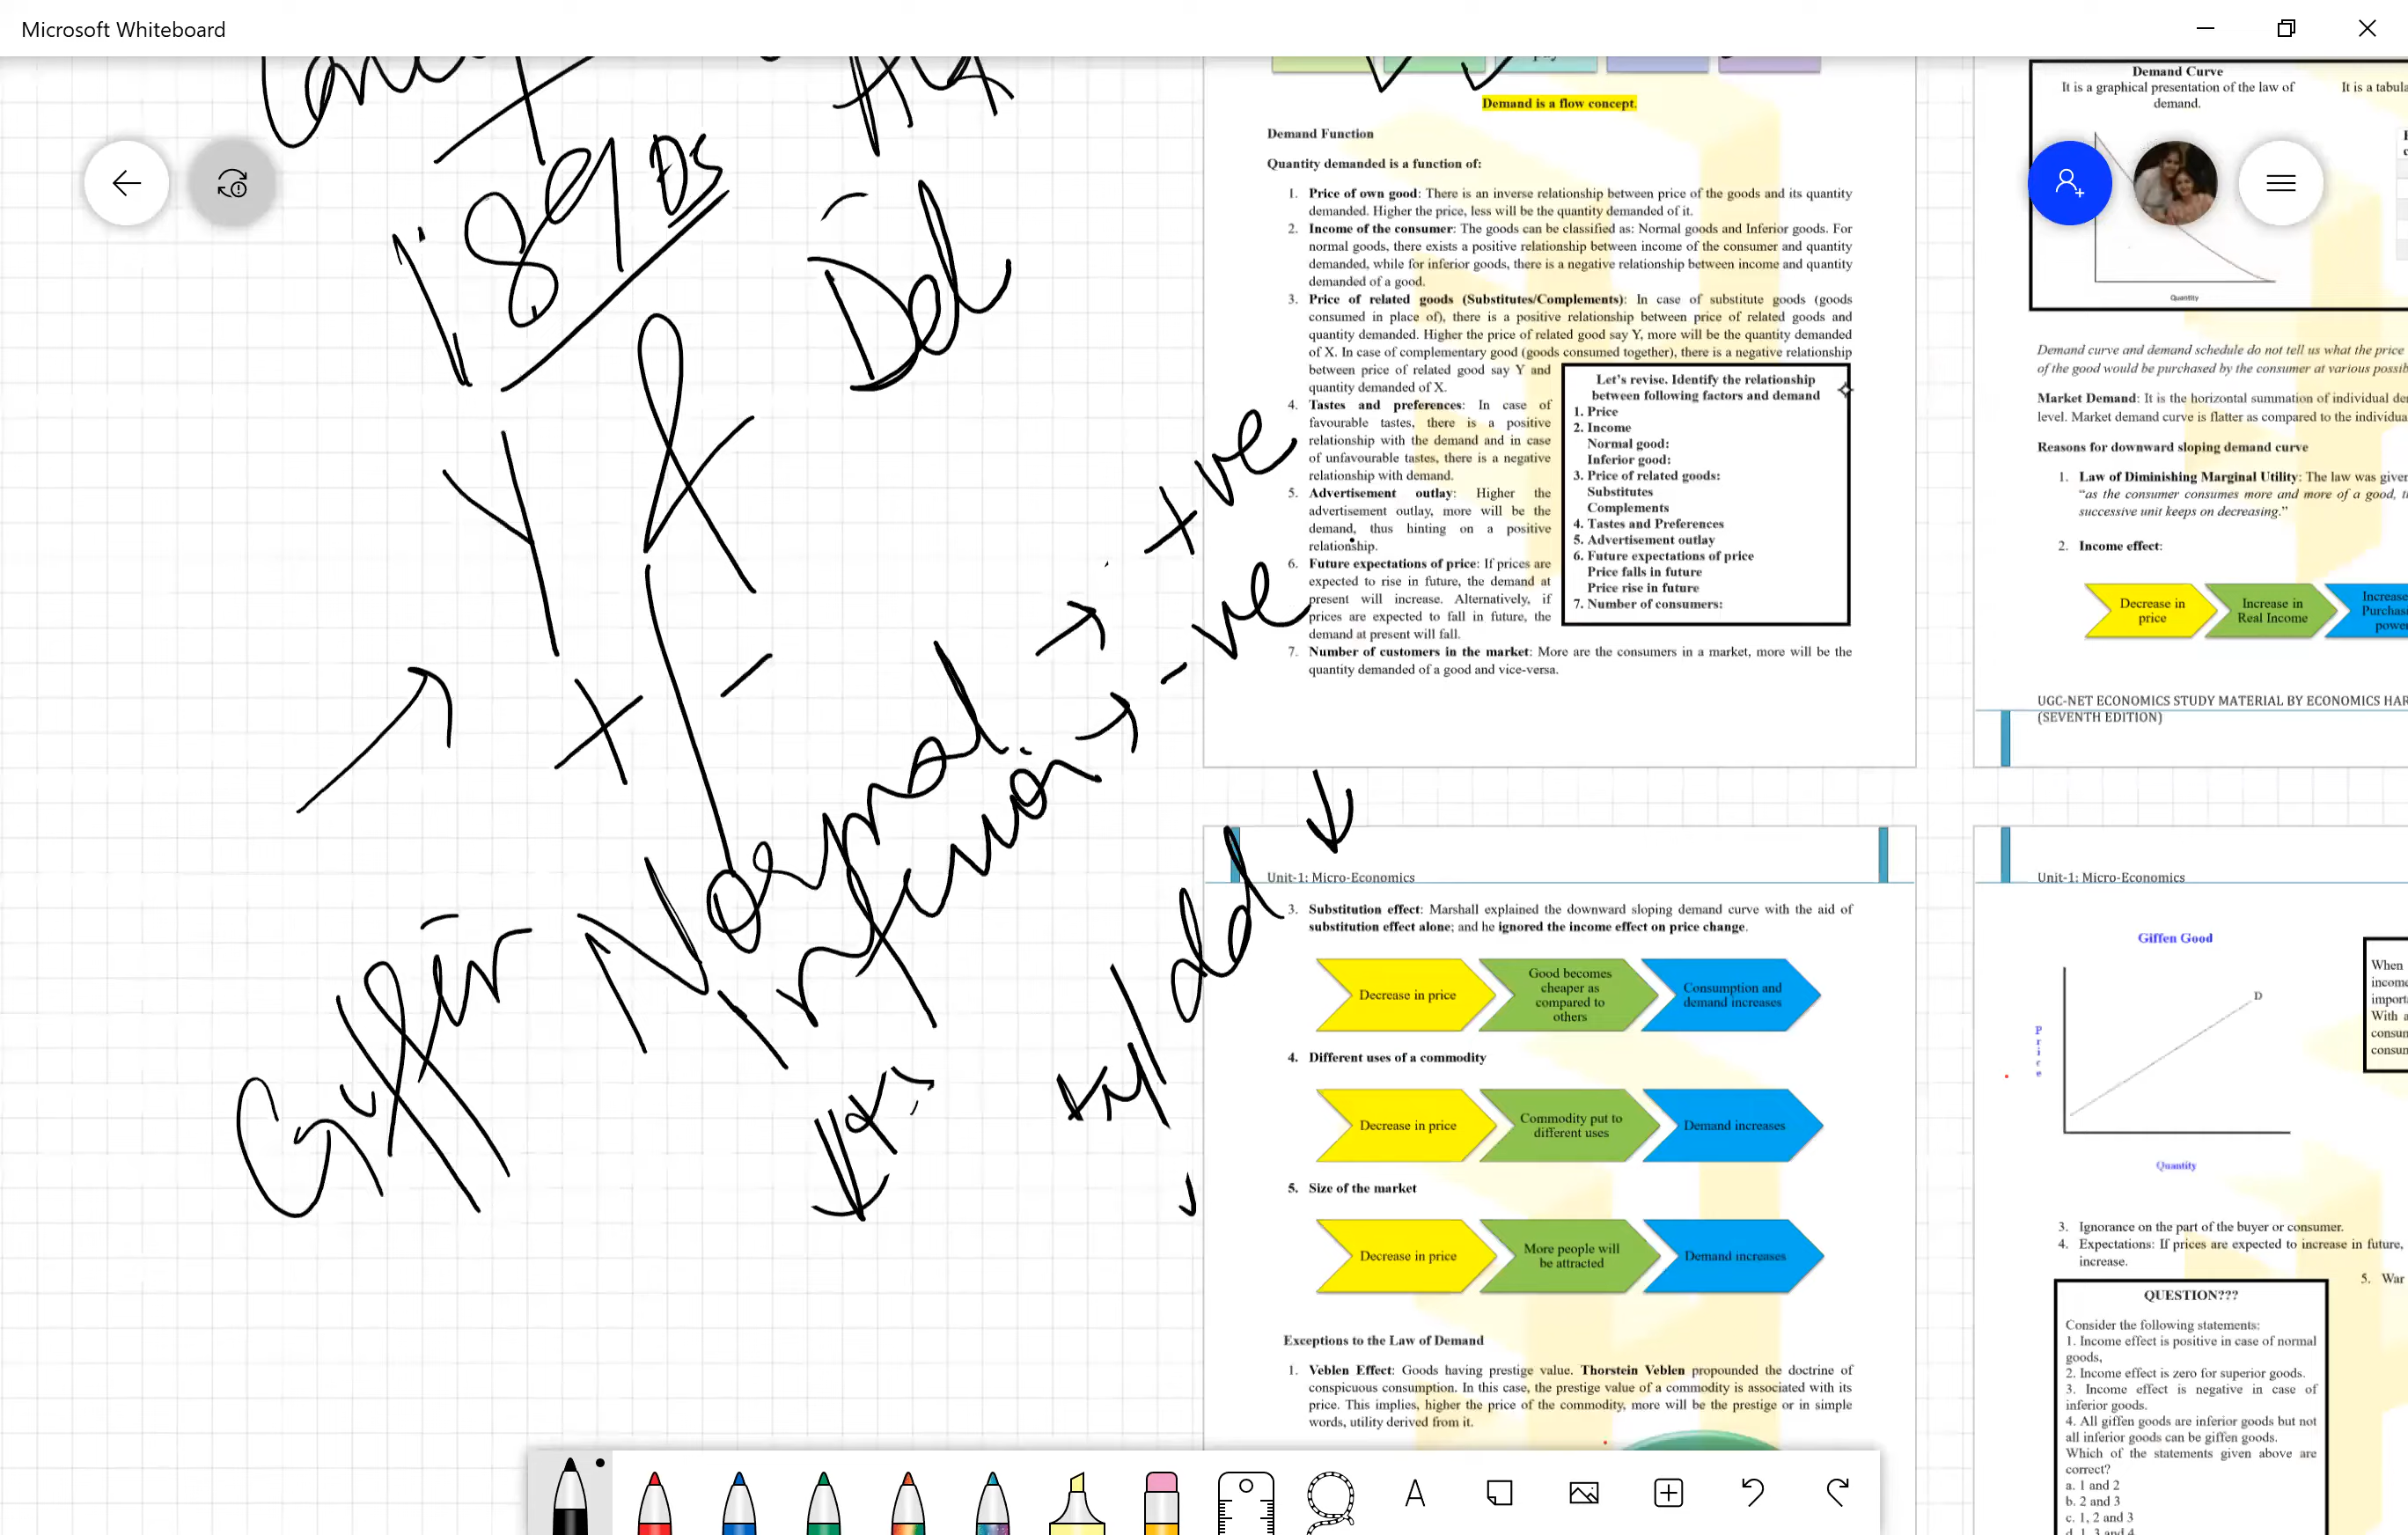 Microsoft Whiteboard
Demand is a flow concept.
Demand Function
Quantity demanded is a function of:
1. Price of own good: There is an inverse relationship between price of the goods and its quantity
demanded. Higher the price, less will be the quantity demanded of it.
2. Income of the consumer: The goods can be classified as: Normal goods and Inferior goods. For
normal goods, there exists a positive relationship between income of the consumer and quantity
demanded, while for inferior goods, there is a negative relationship between income and quantity
demanded of a good.
3. Price of related goods (Substitutes/Complements): In case of substitute goods (goods
consumed in place of), there is a positive relationship between price of related goods and
quantity demanded. Higher the price of related good say Y, more will be the quantity demanded
of X. In case of complementary good (goods consumed together), there is a negative relationship
between price of related good say Y and
quantity demanded of X.
4. Tastes and preferences: In case of
favourable tastes, there is a positive
relationship with the demand and in case
of unfavourable tastes, there is a negative
relationship with demand.
5. Advertisement outlay: Higher the
advertisement outlay, more will be the
demand, thus hinting on a positive
relationship.
6. Future expectations of price: If prices are
expected to rise in future, the demand at
present will increase. Alternatively, if
prices are expected to fall in future, the
demand at present will fall.
7. Number of customers in the market: More are the consumers in a market, more will be the
quantity demanded of a good and vice-versa.
Let's revise. Identify the relationship
between following factors and demand
1. Price
2. Income
Normal good:
Inferior good:
3. Price of related goods:
Substitutes
Complements
4. Tastes and Preferences
5. Advertisement outlay
6. Future expectations of price
Price falls in future
Price rise in future
7. Number of consumers:
Y
+ -
Normal → +ve
Inferior → -ve
Giffen
Unit-1: Micro-Economics
3. Substitution effect: Marshall explained the downward sloping demand curve with the aid of
substitution effect alone; and he ignored the income effect on price change.
Decrease in price
Good becomes
cheaper as
compared to
others
Consumption and
demand increases
4. Different uses of a commodity
Decrease in price
Commodity put to
different uses
Demand increases
5. Size of the market
Decrease in price
More people will
be attracted
Demand increases
Exceptions to the Law of Demand
1. Veblen Effect: Goods having prestige value. Thorstein Veblen propounded the doctrine of
conspicuous consumption. In this case, the prestige value of a commodity is associated with its
price. This implies, higher the price of the commodity, more will be the prestige or in simple
words, utility derived from it.
Demand Curve
It is a graphical presentation of the law of
demand.
It is a tabula
Quantity
Demand curve and demand schedule do not tell us what the price
of the good would be purchased by the consumer at various possib
Market Demand: It is the horizontal summation of individual de
level. Market demand curve is flatter as compared to the individua
Reasons for downward sloping demand curve
1. Law of Diminishing Marginal Utility: The law was given
"as the consumer consumes more and more of a good, t
successive unit keeps on decreasing."
2. Income effect:
Decrease in
price
Increase in
Real Income
Increase
Purchas
power
UGC-NET ECONOMICS STUDY MATERIAL BY ECONOMICS HAR
(SEVENTH EDITION)
Unit-1: Micro-Economics
Giffen Good
D
Price
Quantity
When
income
importa
With a
consum
consum
3. Ignorance on the part of the buyer or consumer.
4. Expectations: If prices are expected to increase in future,
increase.
5. War
QUESTION???
Consider the following statements:
1. Income effect is positive in case of normal
goods,
2. Income effect is zero for superior goods.
3. Income effect is negative in case of
inferior goods.
4. All giffen goods are inferior goods but not
all inferior goods can be giffen goods.
Which of the statements given above are
correct?
a. 1 and 2
b. 2 and 3
c. 1, 2 and 3
d. 1, 3 and 4